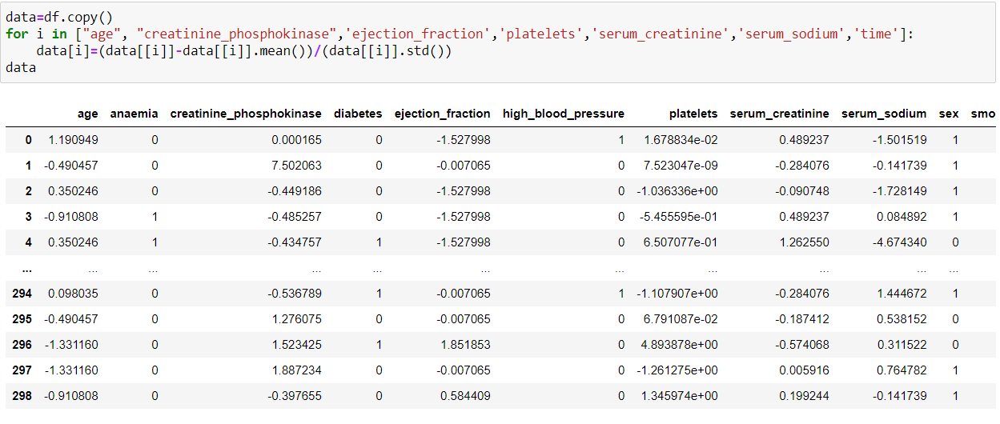 data=df.copy()
for i in ["age", "creatinine_phosphokinase",'ejection_fraction','platelets','serum_creatinine','serum_sodium','time']:
    data[i]=(data[[i]]-data[[i]].mean())/(data[[i]].std())
data
age anaemia creatinine_phosphokinase diabetes ejection_fraction high_blood_pressure platelets serum_creatinine serum_sodium sex smo
0 1.190949 0 0.000165 0 -1.527998 1 1.678834e-02 0.489237 -1.501519 1
1 -0.490457 0 7.502063 0 -0.007065 0 7.523047e-09 -0.284076 -0.141739 1
2 0.350246 0 -0.449186 0 -1.527998 0 -1.036336e+00 -0.090748 -1.728149 1
3 -0.910808 1 -0.485257 0 -1.527998 0 -5.455595e-01 0.489237 0.084892 1
4 0.350246 1 -0.434757 1 -1.527998 0 6.507077e-01 1.262550 -4.674340 0
... ... ... ... ... ... ... ... ... ... ...
294 0.098035 0 -0.536789 1 -0.007065 1 -1.107907e+00 -0.284076 1.444672 1
295 -0.490457 0 1.276075 0 -0.007065 0 6.791087e-02 -0.187412 0.538152 0
296 -1.331160 0 1.523425 1 1.851853 0 4.893878e+00 -0.574068 0.311522 0
297 -1.331160 0 1.887234 0 -0.007065 0 -1.261275e+00 0.005916 0.764782 1
298 -0.910808 0 -0.397655 0 0.584409 0 1.345974e+00 0.199244 -0.141739 1